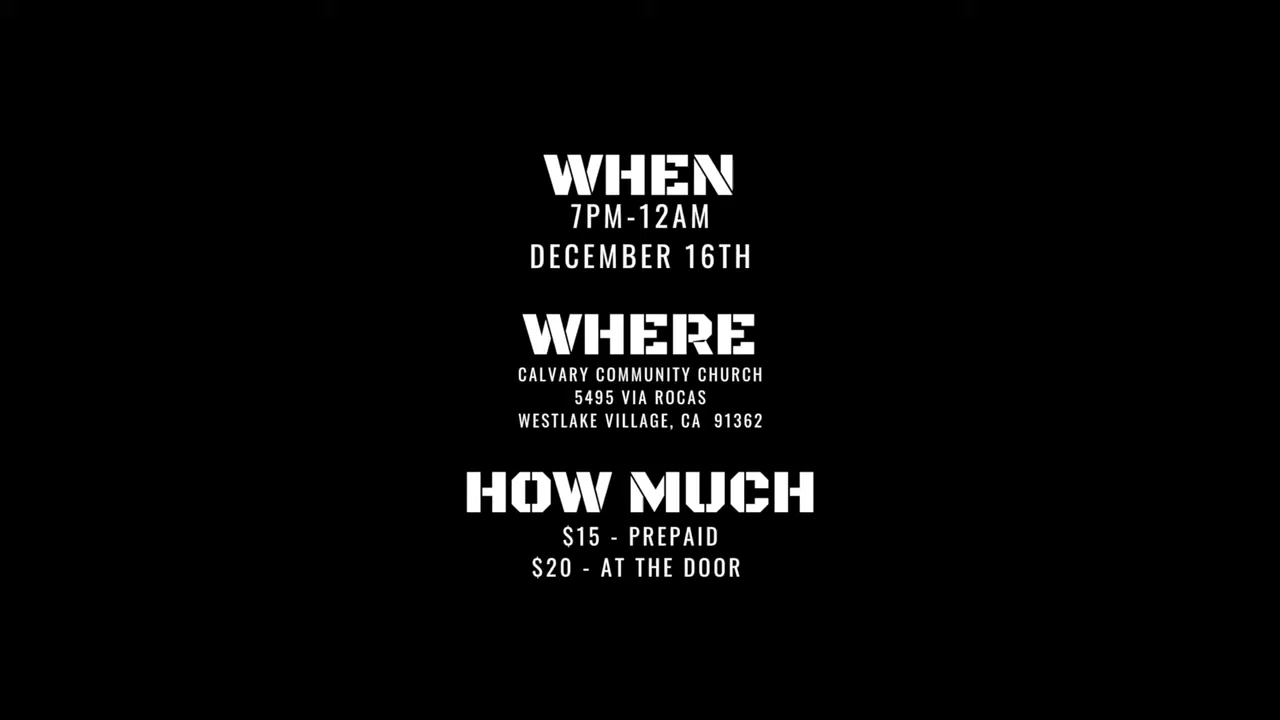 WHEN
7PM-12AM
DECEMBER 16TH
WHERE
CALVARY COMMUNITY CHURCH
5495 VIA ROCAS
WESTLAKE VILLAGE, CA  91362
HOW MUCH
$15 - PREPAID
$20 - AT THE DOOR